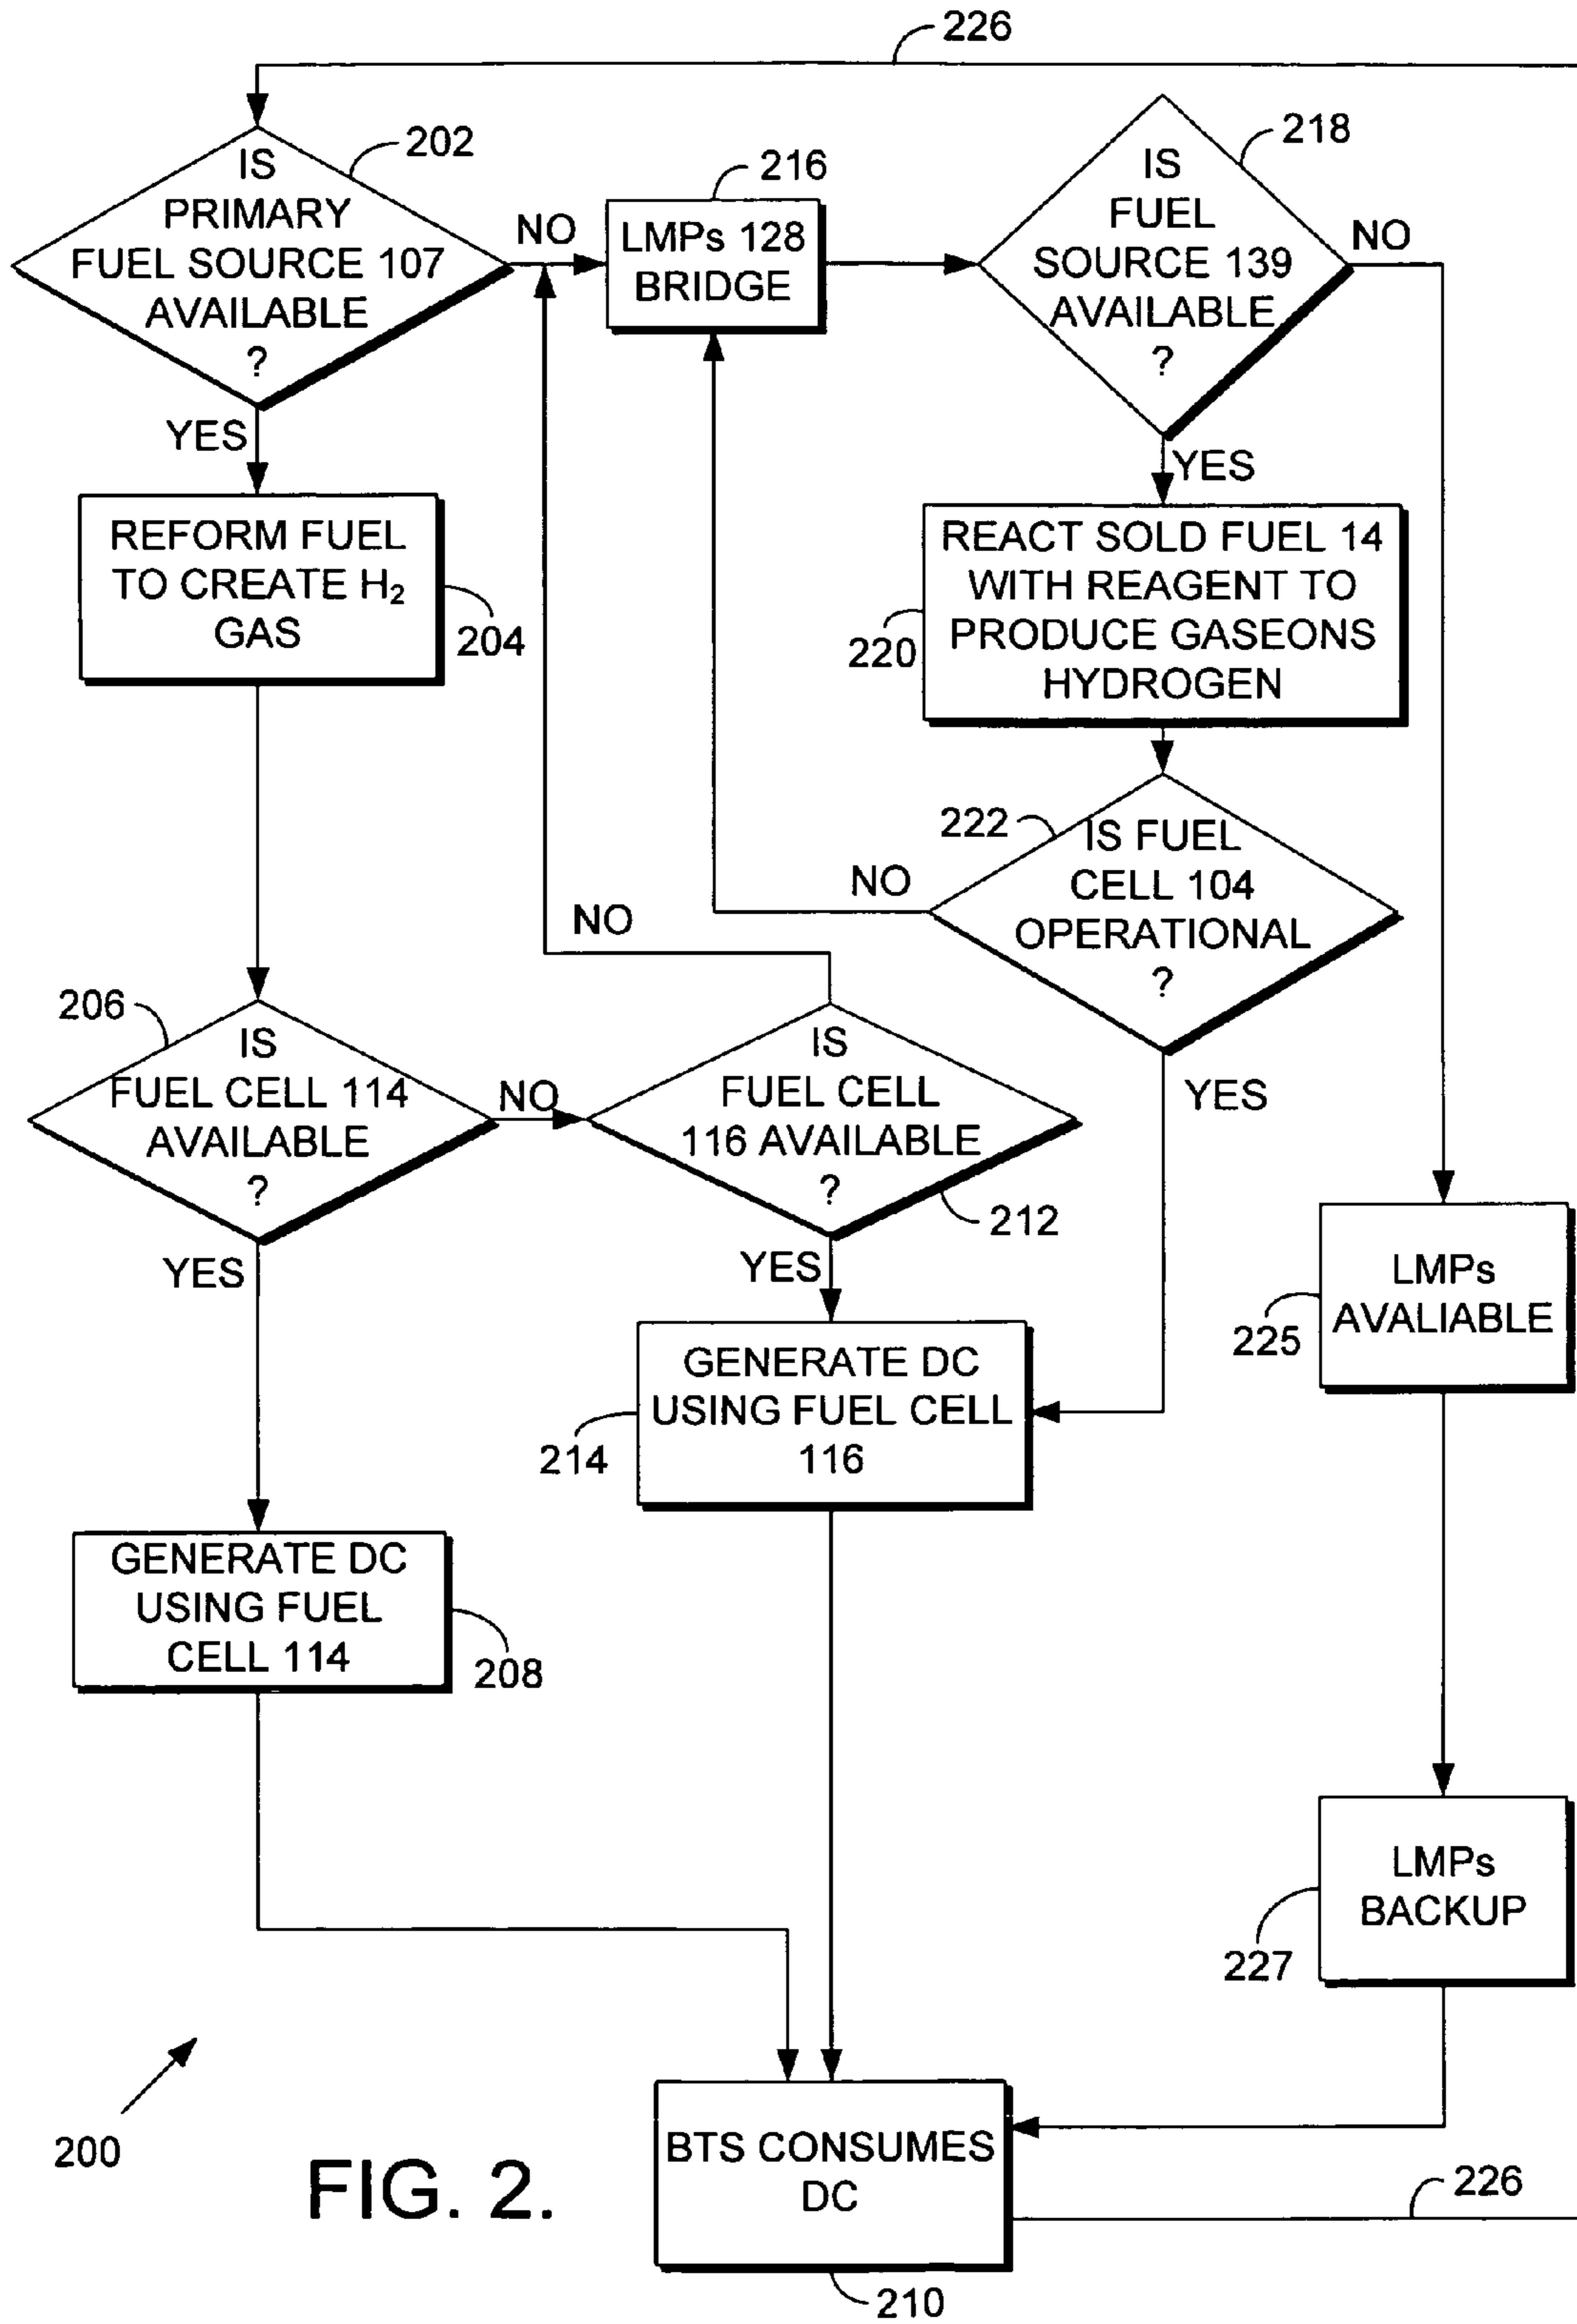 226
IS
PRIMARY
FUEL SOURCE 107
AVAILABLE
?
202
NO
216
LMPs 128
BRIDGE
IS
FUEL
SOURCE 139
AVAILABLE
?
218
NO
YES
REFORM FUEL
TO CREATE H₂
GAS
204
YES
REACT SOLD FUEL 14
WITH REAGENT TO
PRODUCE GASEONS
HYDROGEN
220
222
IS FUEL
CELL 104
OPERATIONAL
?
NO
NO
YES
206
IS
FUEL CELL 114
AVAILABLE
?
NO
IS
FUEL CELL
116 AVAILABLE
?
212
YES
YES
GENERATE DC
USING FUEL CELL
116
214
LMPs
AVALIABLE
225
GENERATE DC
USING FUEL
CELL 114
208
LMPs
BACKUP
227
BTS CONSUMES
DC
210
226
200
FIG. 2.